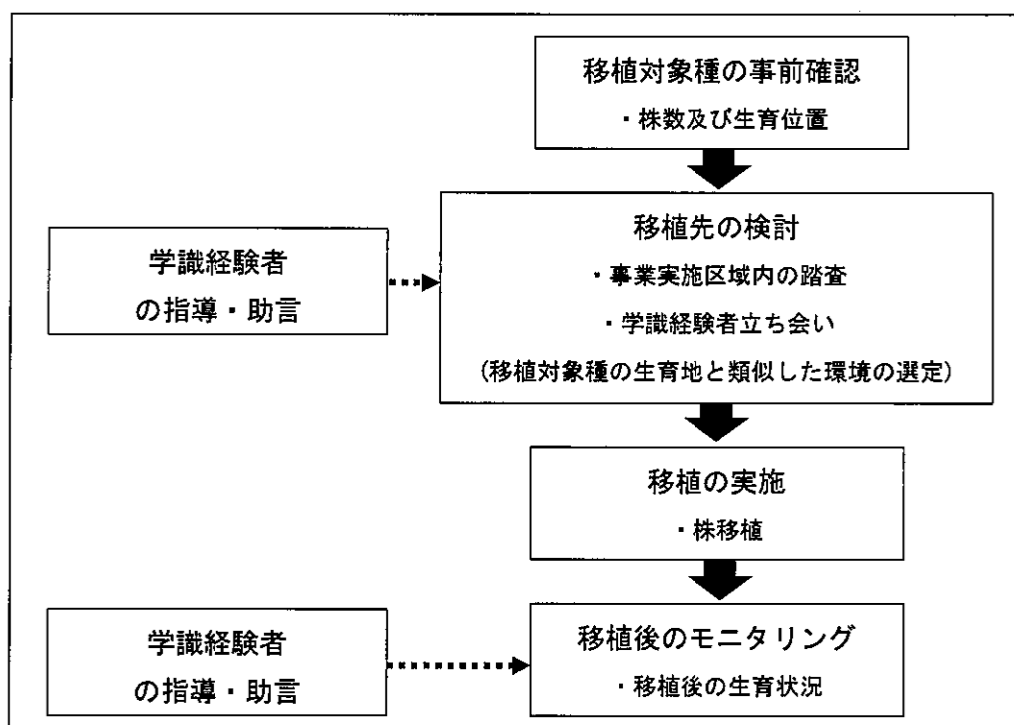 移植対象種の事前確認
・株数及び生育位置
移植先の検討
・事業実施区域内の踏査
・学識経験者立ち会い
(移植対象種の生育地と類似した環境の選定)
学識経験者
の指導・助言
移植の実施
・株移植
移植後のモニタリング
・移植後の生育状況
学識経験者
の指導・助言